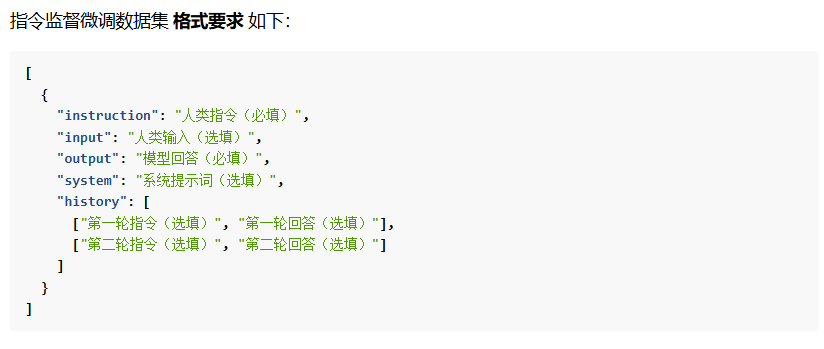 指令监督微调数据集 格式要求 如下：
[
  {
    "instruction": "人类指令（必填）",
    "input": "人类输入（选填）",
    "output": "模型回答（必填）",
    "system": "系统提示词（选填）",
    "history": [
      ["第一轮指令（选填）", "第一轮回答（选填）"],
      ["第二轮指令（选填）", "第二轮回答（选填）"]
    ]
  }
]